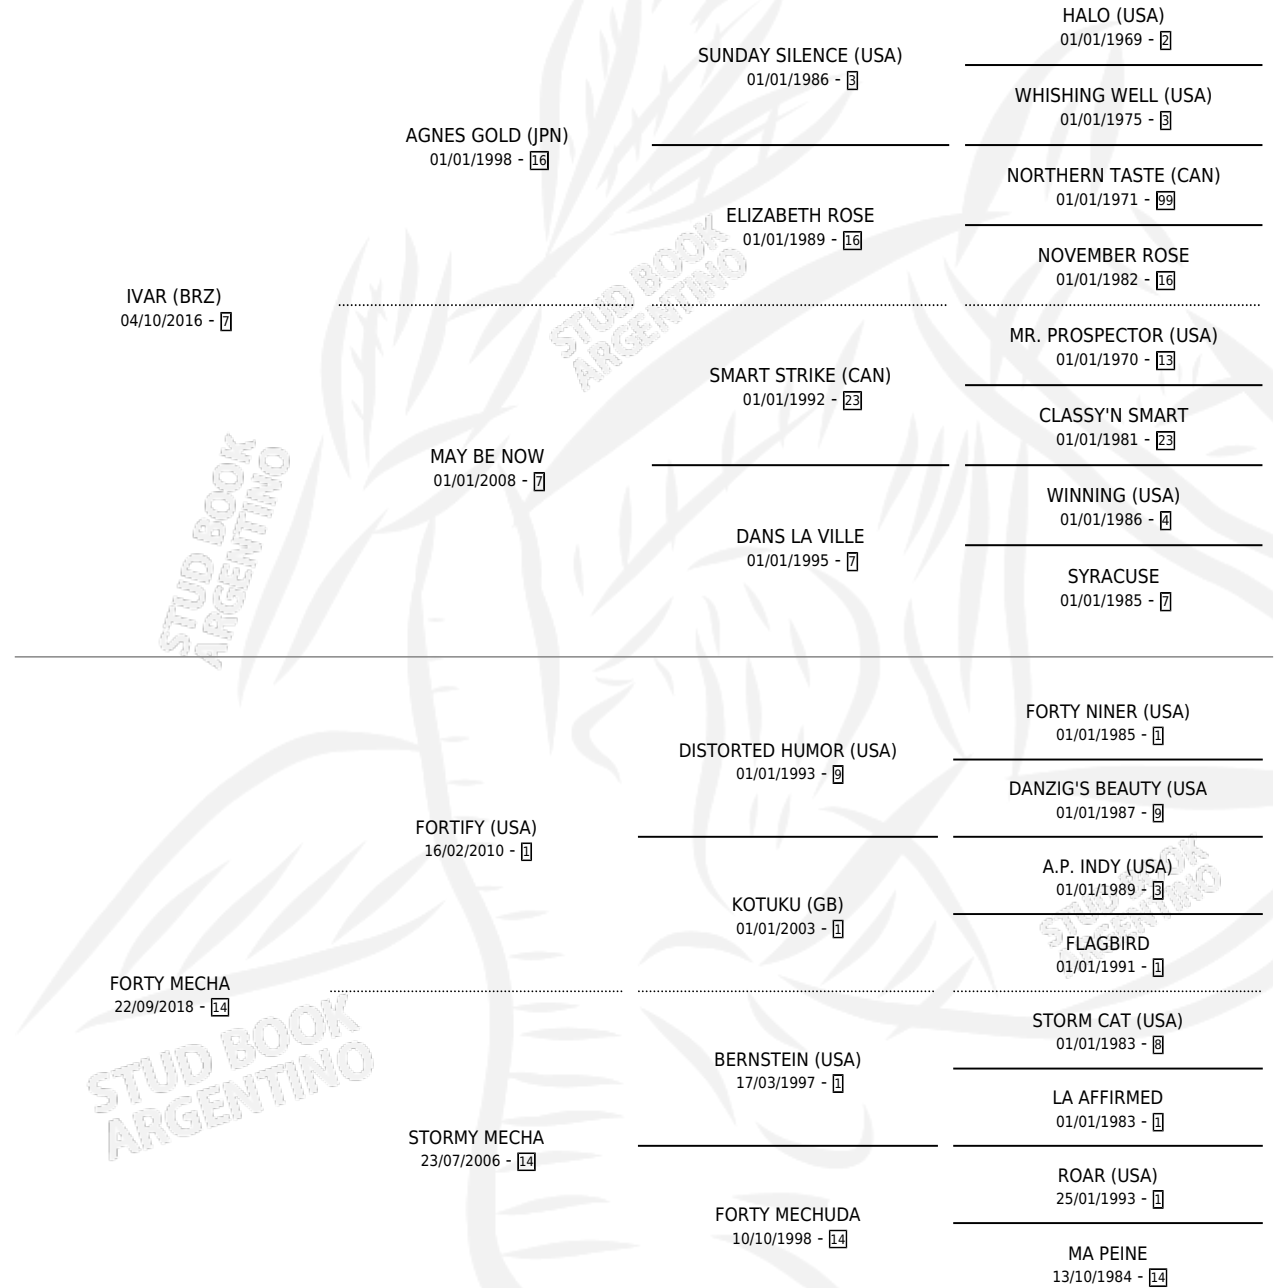 HALO (USA)
01/01/1969 - 2
SUNDAY SILENCE (USA)
01/01/1986 - 3
WHISHING WELL (USA)
01/01/1975 - 3
AGNES GOLD (JPN)
01/01/1998 - 16
NORTHERN TASTE (CAN)
01/01/1971 - 99
ELIZABETH ROSE
01/01/1989 - 16
NOVEMBER ROSE
01/01/1982 - 16
IVAR (BRZ)
04/10/2016 - 7
MR. PROSPECTOR (USA)
01/01/1970 - 13
SMART STRIKE (CAN)
01/01/1992 - 23
CLASSY'N SMART
01/01/1981 - 23
MAY BE NOW
01/01/2008 - 7
WINNING (USA)
01/01/1986 - 4
DANS LA VILLE
01/01/1995 - 7
SYRACUSE
01/01/1985 - 7
FORTY NINER (USA)
01/01/1985 - 1
DISTORTED HUMOR (USA)
01/01/1993 - 9
DANZIG'S BEAUTY (USA
01/01/1987 - 9
FORTIFY (USA)
16/02/2010 - 1
A.P. INDY (USA)
01/01/1989 - 3
KOTUKU (GB)
01/01/2003 - 1
FLAGBIRD
01/01/1991 - 1
FORTY MECHA
22/09/2018 - 14
STORM CAT (USA)
01/01/1983 - 8
BERNSTEIN (USA)
17/03/1997 - 1
LA AFFIRMED
01/01/1983 - 1
STORMY MECHA
23/07/2006 - 14
ROAR (USA)
25/01/1993 - 1
FORTY MECHUDA
10/10/1998 - 14
MA PEINE
13/10/1984 - 14
STUD BOOK
ARGENTINO
STUD BOOK
ARGENTINO
STUD BOOK
ARGENTINO
STUD BOOK
ARGENTINO